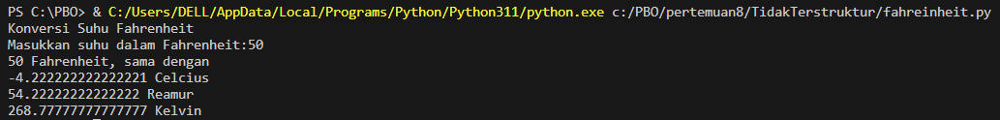 PS C:\PBO> & C:/Users/DELL/AppData/Local/Programs/Python/Python311/python.exe c:/PBO/pertemuan8/TidakTerstruktur/fahreinheit.py
Konversi Suhu Fahrenheit
Masukkan suhu dalam Fahrenheit:50
50 Fahrenheit, sama dengan
-4.222222222222221 Celcius
54.22222222222222 Reamur
268.77777777777777 Kelvin